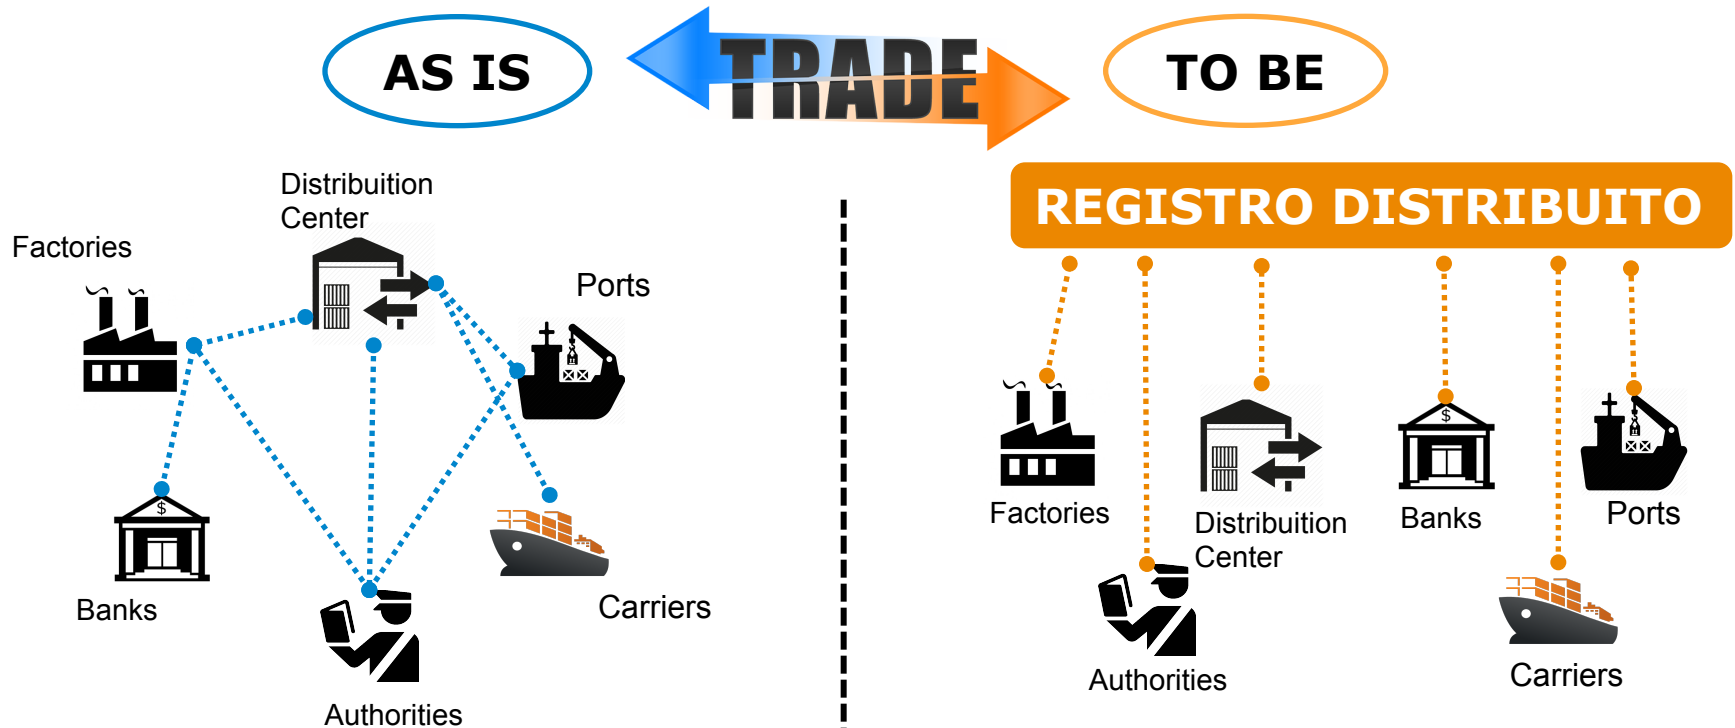 AS IS
TRADE
TO BE
Distribuition
Center
Factories
Ports
$
Banks
Carriers
Authorities
REGISTRO DISTRIBUITO
$
Factories
Distribuition
Center
Banks
Ports
Authorities
Carriers